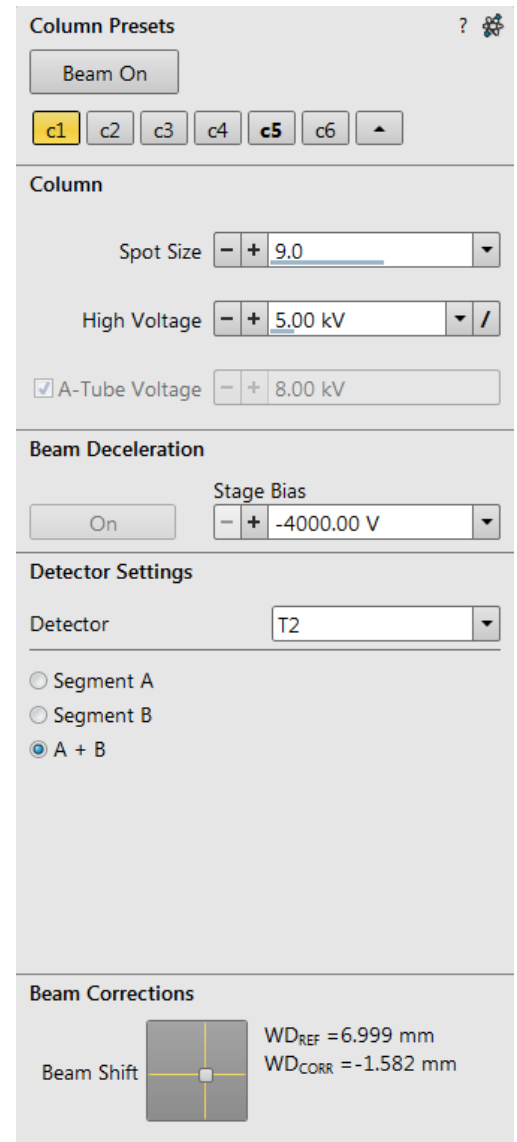 Column Presets ?
Beam On
c1 c2 c3 c4 c5 c6
Column
Spot Size − + 9.0
High Voltage − + 5.00 kV /
A-Tube Voltage − + 8.00 kV
Beam Deceleration
Stage Bias
On − + -4000.00 V
Detector Settings
Detector T2
Segment A
Segment B
A + B
Beam Corrections
WDREF =6.999 mm
Beam Shift WDCORR =-1.582 mm